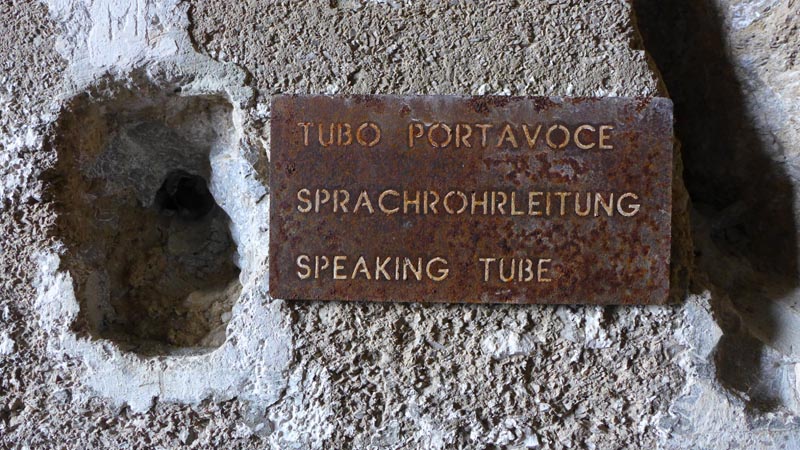 TUBO PORTAVOCE
SPRACHROHRLEITUNG
SPEAKING TUBE